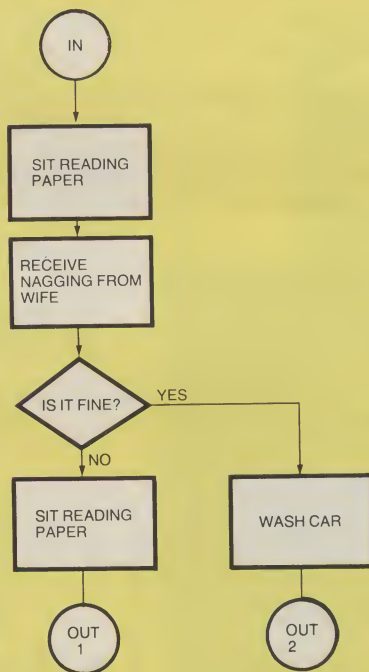 IN
SIT READING
PAPER
RECEIVE
NAGGING FROM
WIFE
IS IT FINE?
YES
NO
SIT READING
PAPER
WASH CAR
OUT
1
OUT
2